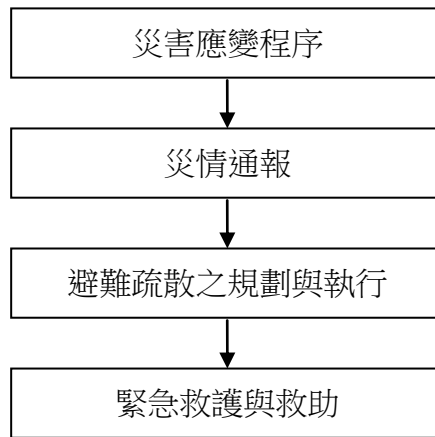 災害應變程序
災情通報
避難疏散之規劃與執行
緊急救護與救助